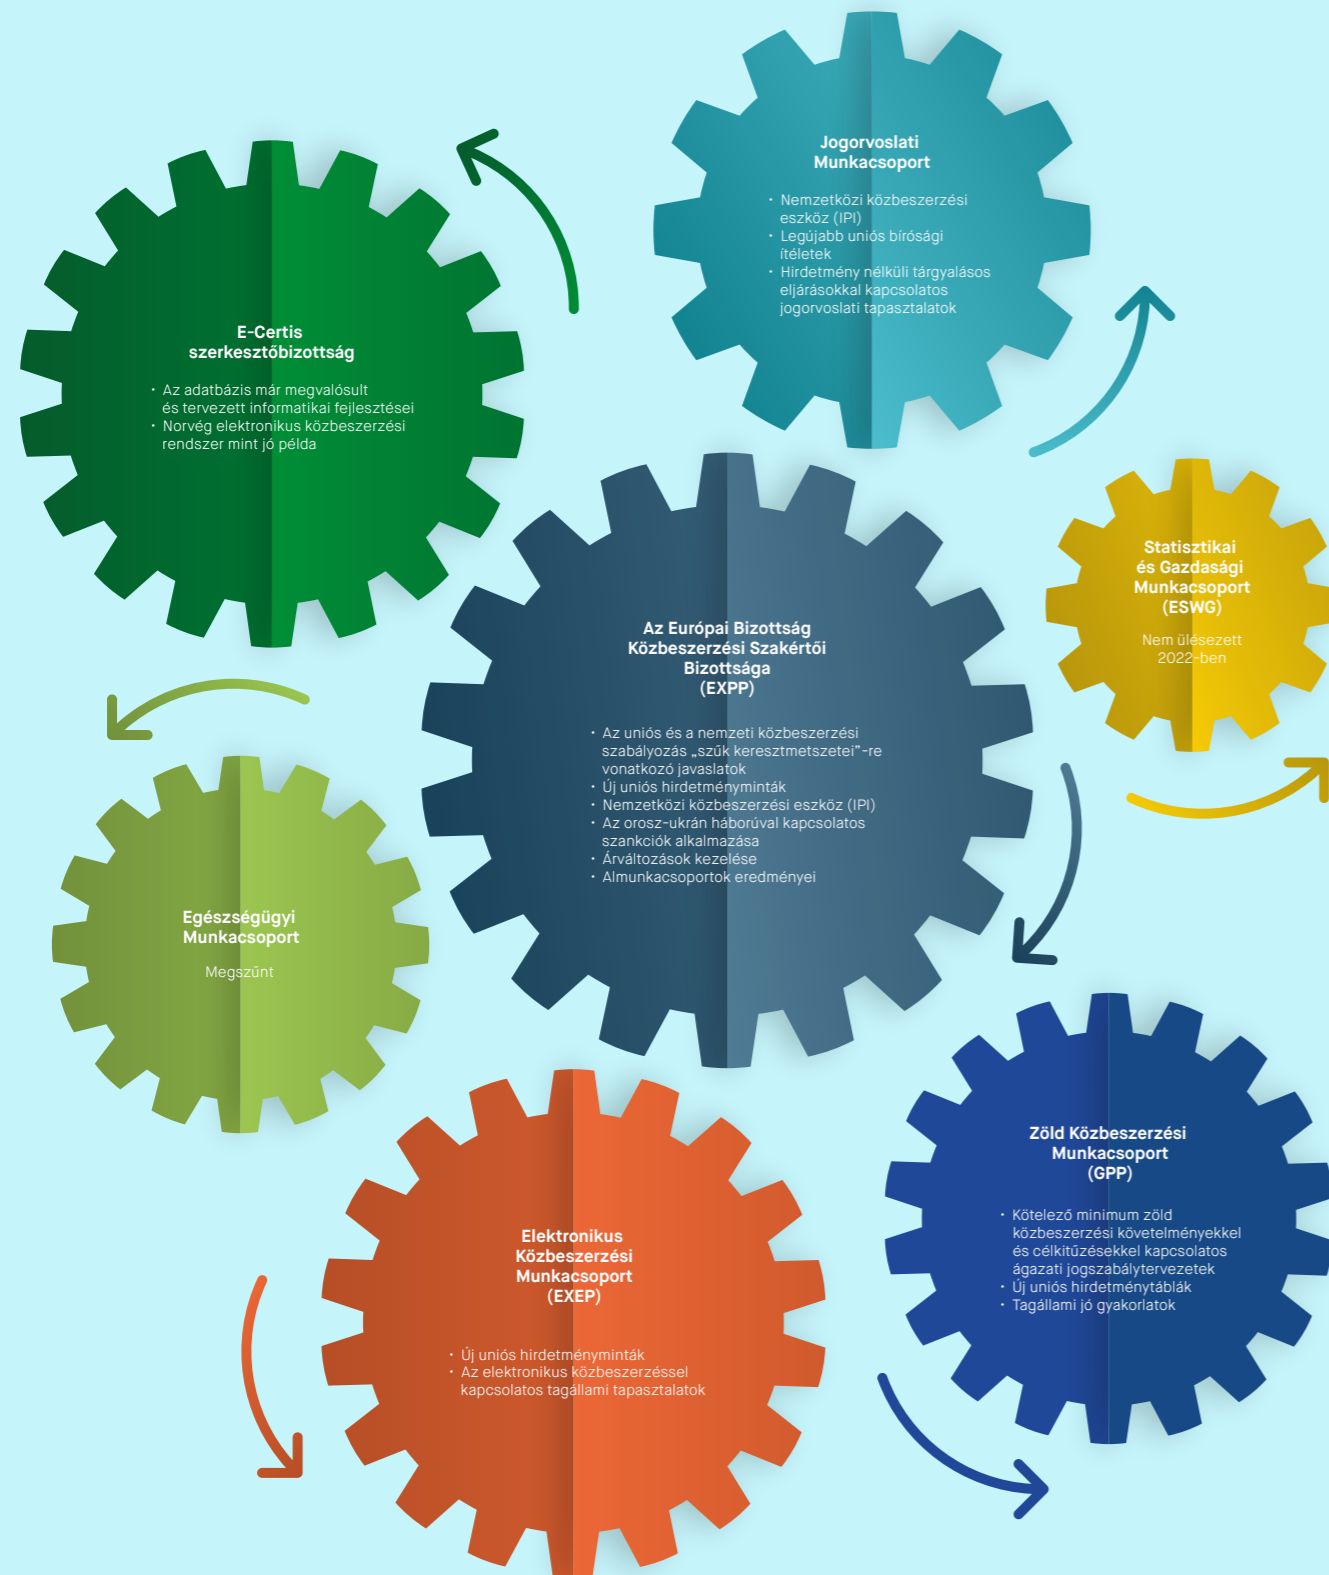 Jogorvoslati
Munkacsoport
• Nemzetközi közbeszerzési
eszköz (IPI)
• Legújabb uniós bírósági
ítéletek
• Hirdetmény nélküli tárgyalásos
eljárásokkal kapcsolatos
jogorvoslati tapasztalatok
E-Certis
szerkesztőbizottság
• Az adatbázis már megvalósult
és tervezett informatikai fejlesztései
• Norvég elektronikus közbeszerzési
rendszer mint jó példa
Statisztikai
és Gazdasági
Munkacsoport
(ESWG)
Nem ülésezett
2022-ben
Az Európai Bizottság
Közbeszerzési Szakértői
Bizottsága
(EXPP)
• Az uniós és a nemzeti közbeszerzési
szabályozás „szűk keresztmetszetei”-re
vonatkozó javaslatok
• Új uniós hirdetményminták
• Nemzetközi közbeszerzési eszköz (IPI)
• Az orosz-ukrán háborúval kapcsolatos
szankciók alkalmazása
• Árváltozások kezelése
• Almunkacsoportok eredményei
Egészségügyi
Munkacsoport
Megszűnt
Zöld Közbeszerzési
Munkacsoport
(GPP)
• Kötelező minimum zöld
közbeszerzési követelményekkel
és célkitűzésekkel kapcsolatos
ágazati jogszabálytervezetek
• Új uniós hirdetménytáblák
• Tagállami jó gyakorlatok
Elektronikus
Közbeszerzési
Munkacsoport
(EXEP)
• Új uniós hirdetményminták
• Az elektronikus közbeszerzéssel
kapcsolatos tagállami tapasztalatok